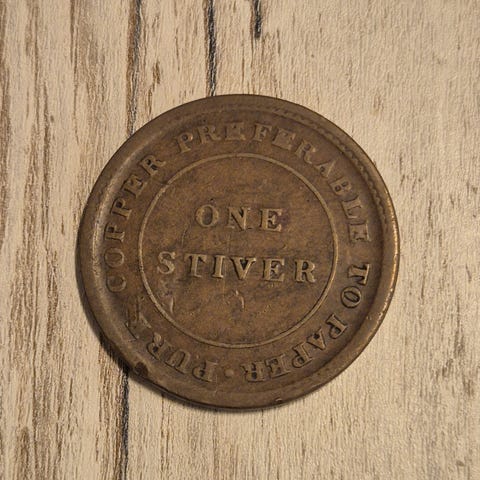 PURE COPPER PREFERABLE TO PAPER ·
ONE
STIVER